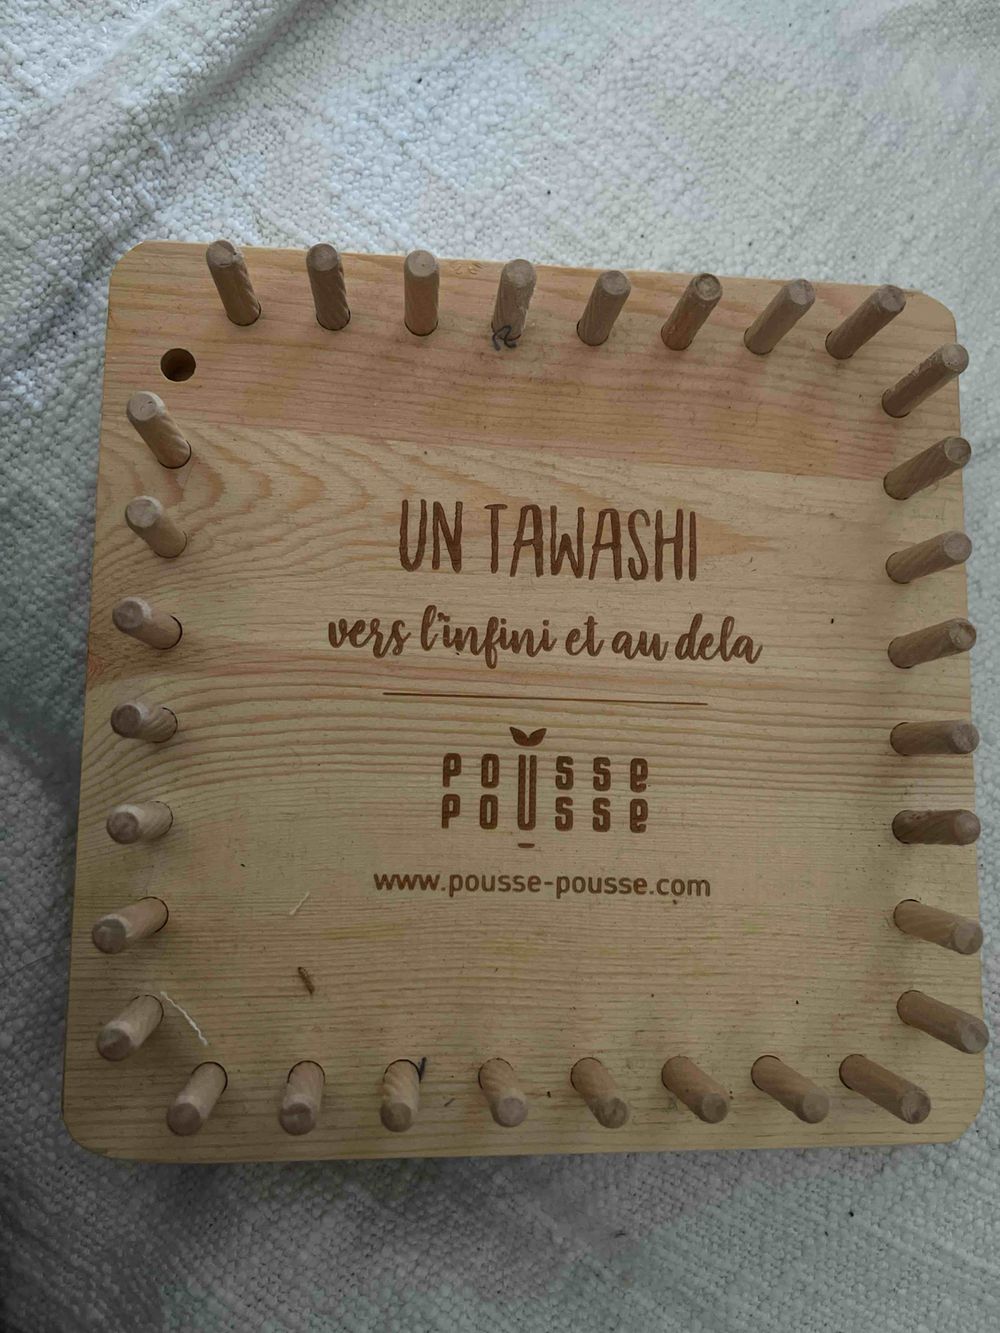 UN TAWASHI
vers l'infini et au dela
POUSSE
POUSSE
www.pousse-pousse.com